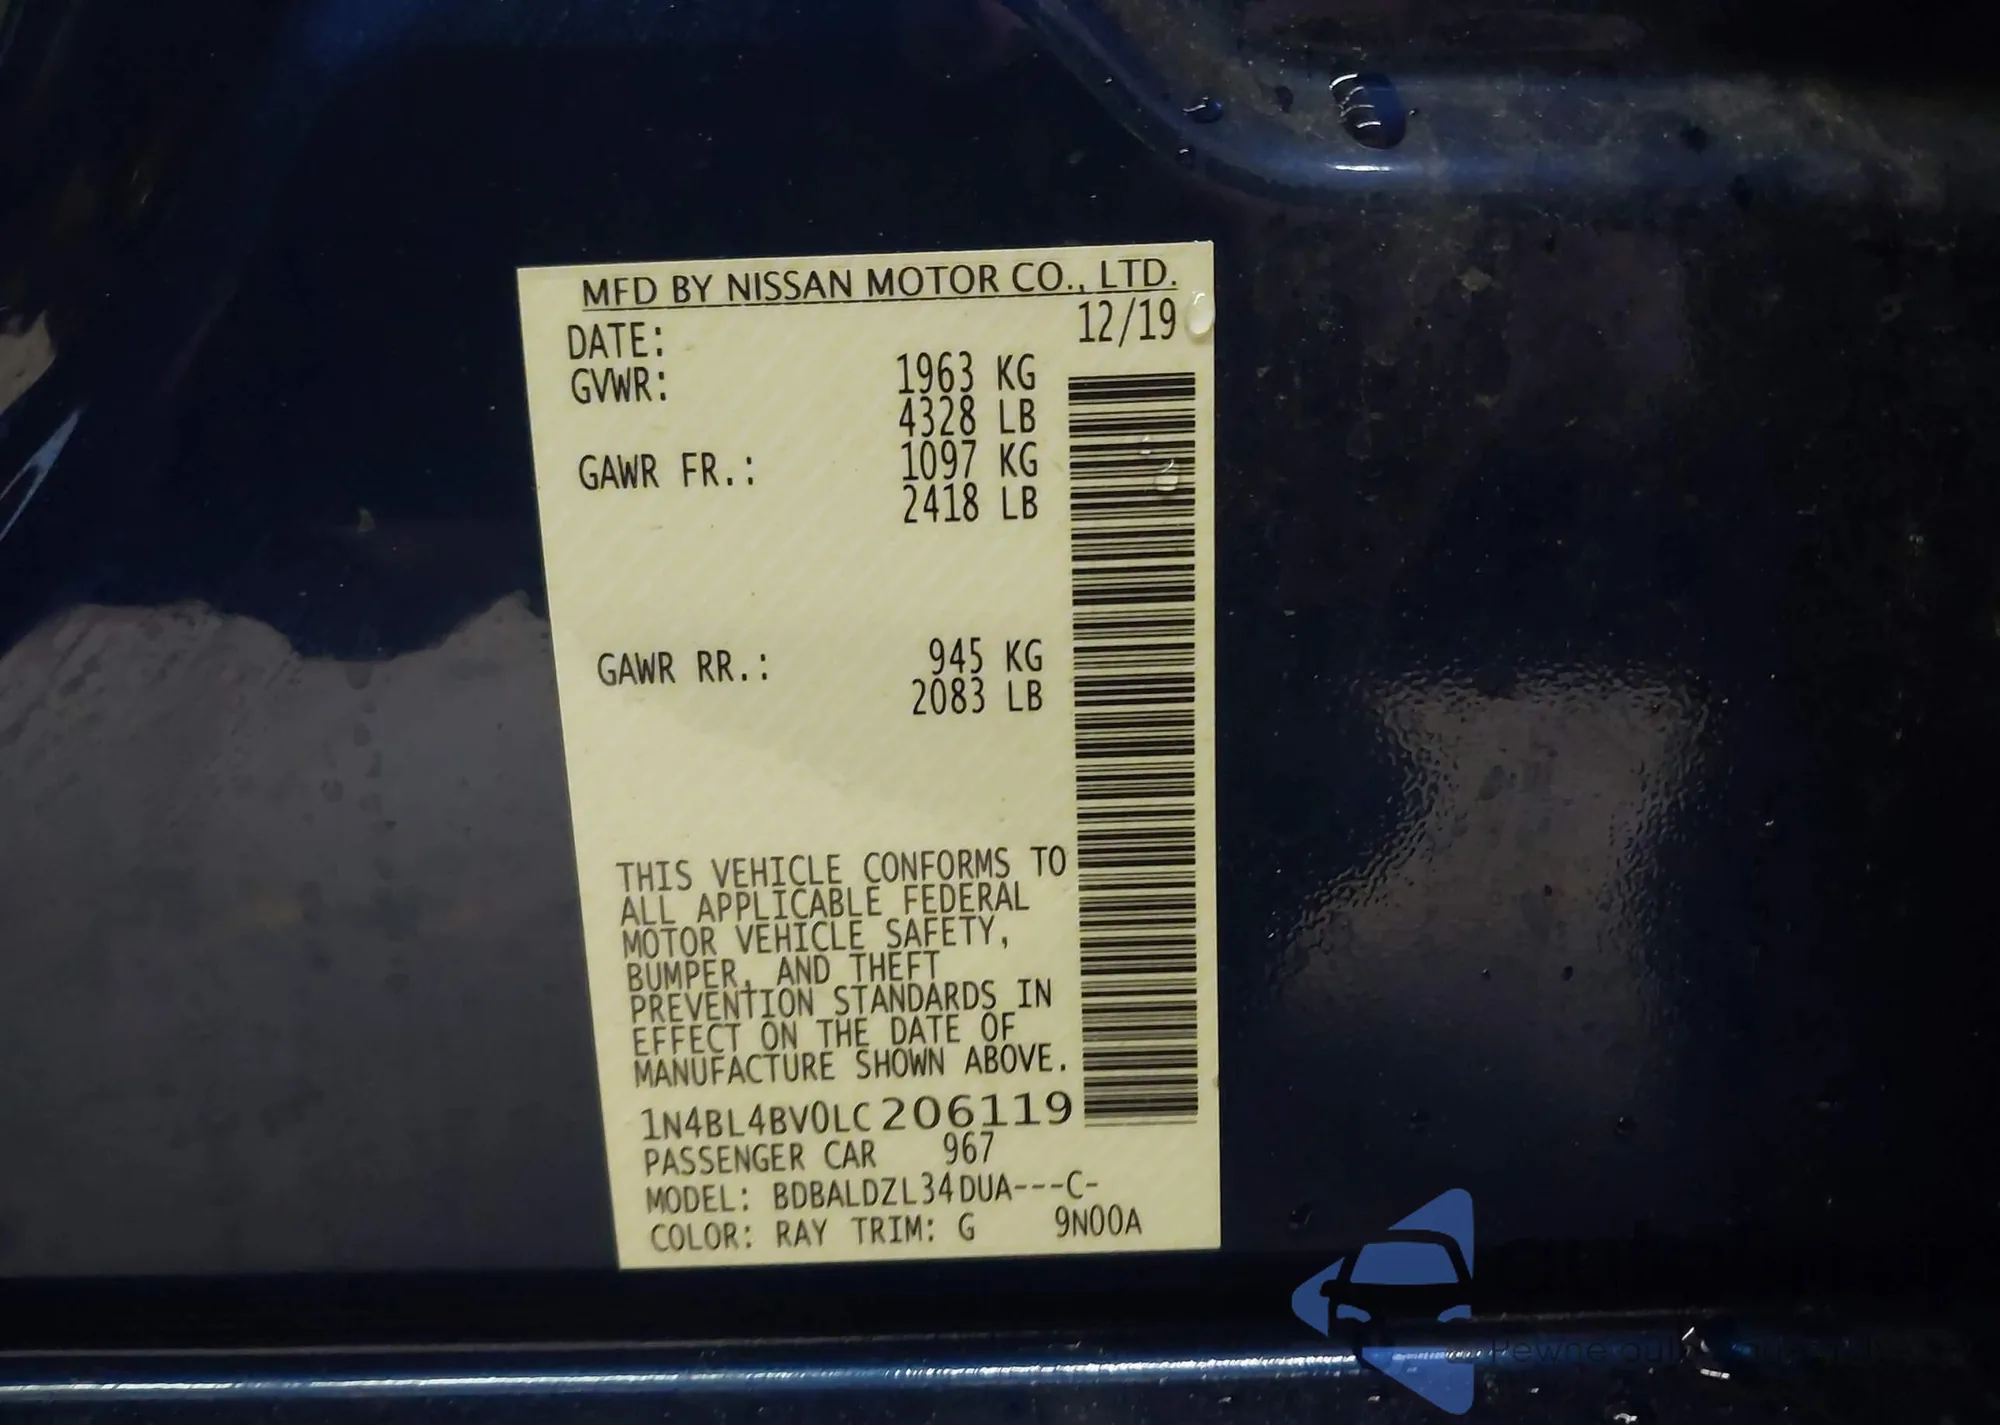 MFD BY NISSAN MOTOR CO., LTD.
DATE: 12/19
GVWR: 1963 KG
4328 LB
GAWR FR.: 1097 KG
2418 LB
GAWR RR.: 945 KG
2083 LB
THIS VEHICLE CONFORMS TO
ALL APPLICABLE FEDERAL
MOTOR VEHICLE SAFETY,
BUMPER, AND THEFT
PREVENTION STANDARDS IN
EFFECT ON THE DATE OF
MANUFACTURE SHOWN ABOVE.
1N4BL4BV0LC206119
PASSENGER CAR 967
MODEL: BDBALDZL34DUA---C-
COLOR: RAY TRIM: G 9N00A
Pewne